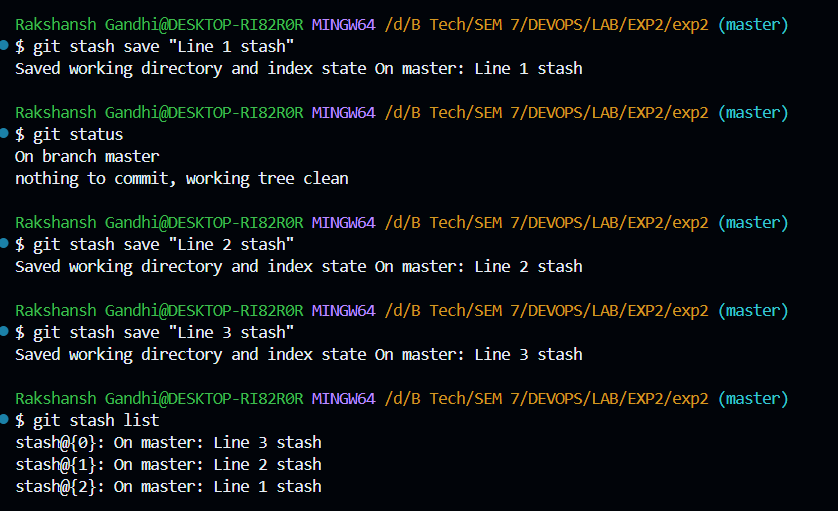 Rakshansh Gandhi@DESKTOP-RI82R0R MINGW64 /d/B Tech/SEM 7/DEVOPS/LAB/EXP2/exp2 (master)
$ git stash save "Line 1 stash"
Saved working directory and index state On master: Line 1 stash
Rakshansh Gandhi@DESKTOP-RI82R0R MINGW64 /d/B Tech/SEM 7/DEVOPS/LAB/EXP2/exp2 (master)
$ git status
On branch master
nothing to commit, working tree clean
Rakshansh Gandhi@DESKTOP-RI82R0R MINGW64 /d/B Tech/SEM 7/DEVOPS/LAB/EXP2/exp2 (master)
$ git stash save "Line 2 stash"
Saved working directory and index state On master: Line 2 stash
Rakshansh Gandhi@DESKTOP-RI82R0R MINGW64 /d/B Tech/SEM 7/DEVOPS/LAB/EXP2/exp2 (master)
$ git stash save "Line 3 stash"
Saved working directory and index state On master: Line 3 stash
Rakshansh Gandhi@DESKTOP-RI82R0R MINGW64 /d/B Tech/SEM 7/DEVOPS/LAB/EXP2/exp2 (master)
$ git stash list
stash@{0}: On master: Line 3 stash
stash@{1}: On master: Line 2 stash
stash@{2}: On master: Line 1 stash